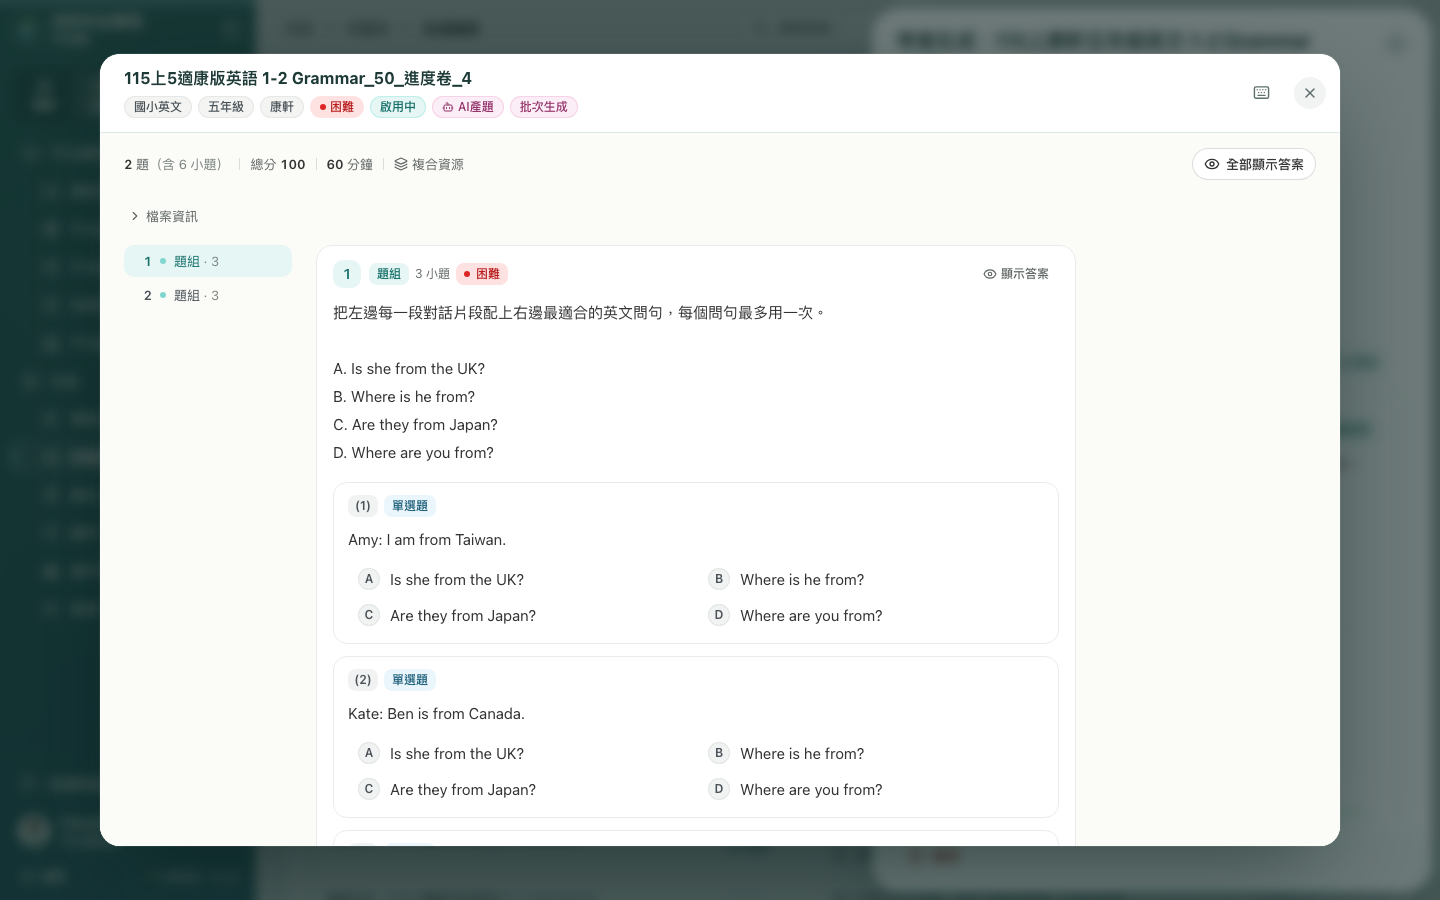 115上5適康版英語 1-2 Grammar_50_進度卷_4
國小英文 五年級 康軒 困難 啟用中 AI產題 批次生成
2 題（含 6 小題） 總分 100 60 分鐘 複合資源 全部顯示答案
檔案資訊
1 題組 · 3
2 題組 · 3
1 題組 3 小題 困難 顯示答案
把左邊每一段對話片段配上右邊最適合的英文問句，每個問句最多用一次。
A. Is she from the UK?
B. Where is he from?
C. Are they from Japan?
D. Where are you from?
(1) 單選題
Amy: I am from Taiwan.
A Is she from the UK? B Where is he from?
C Are they from Japan? D Where are you from?
(2) 單選題
Kate: Ben is from Canada.
A Is she from the UK? B Where is he from?
C Are they from Japan? D Where are you from?